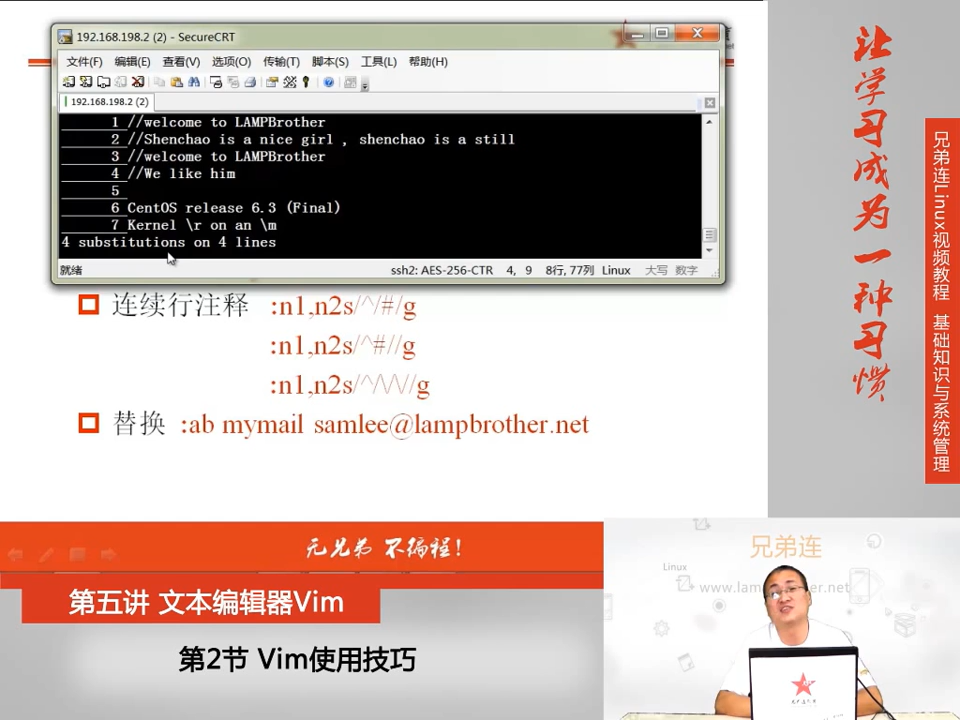 192.168.198.2 (2) - SecureCRT
文件(F) 编辑(E) 查看(V) 选项(O) 传输(T) 脚本(S) 工具(L) 帮助(H)
192.168.198.2 (2)
1 //welcome to LAMPBrother
2 //Shenchao is a nice girl , shenchao is a still
3 //welcome to LAMPBrother
4 //We like him
5
6 CentOS release 6.3 (Final)
7 Kernel \r on an \m
4 substitutions on 4 lines
就绪 ssh2: AES-256-CTR 4, 9 8行, 77列 Linux 大写 数字
连续行注释 :n1,n2s/^/#/g
:n1,n2s/^#//g
:n1,n2s/^/\/\//g
替换 :ab mymail samlee@lampbrother.net
让学习成为一种习惯
兄弟连Linux视频教程 基础知识与系统管理
无兄弟 不编程!
第五讲 文本编辑器Vim
第2节 Vim使用技巧
兄弟连
Linux